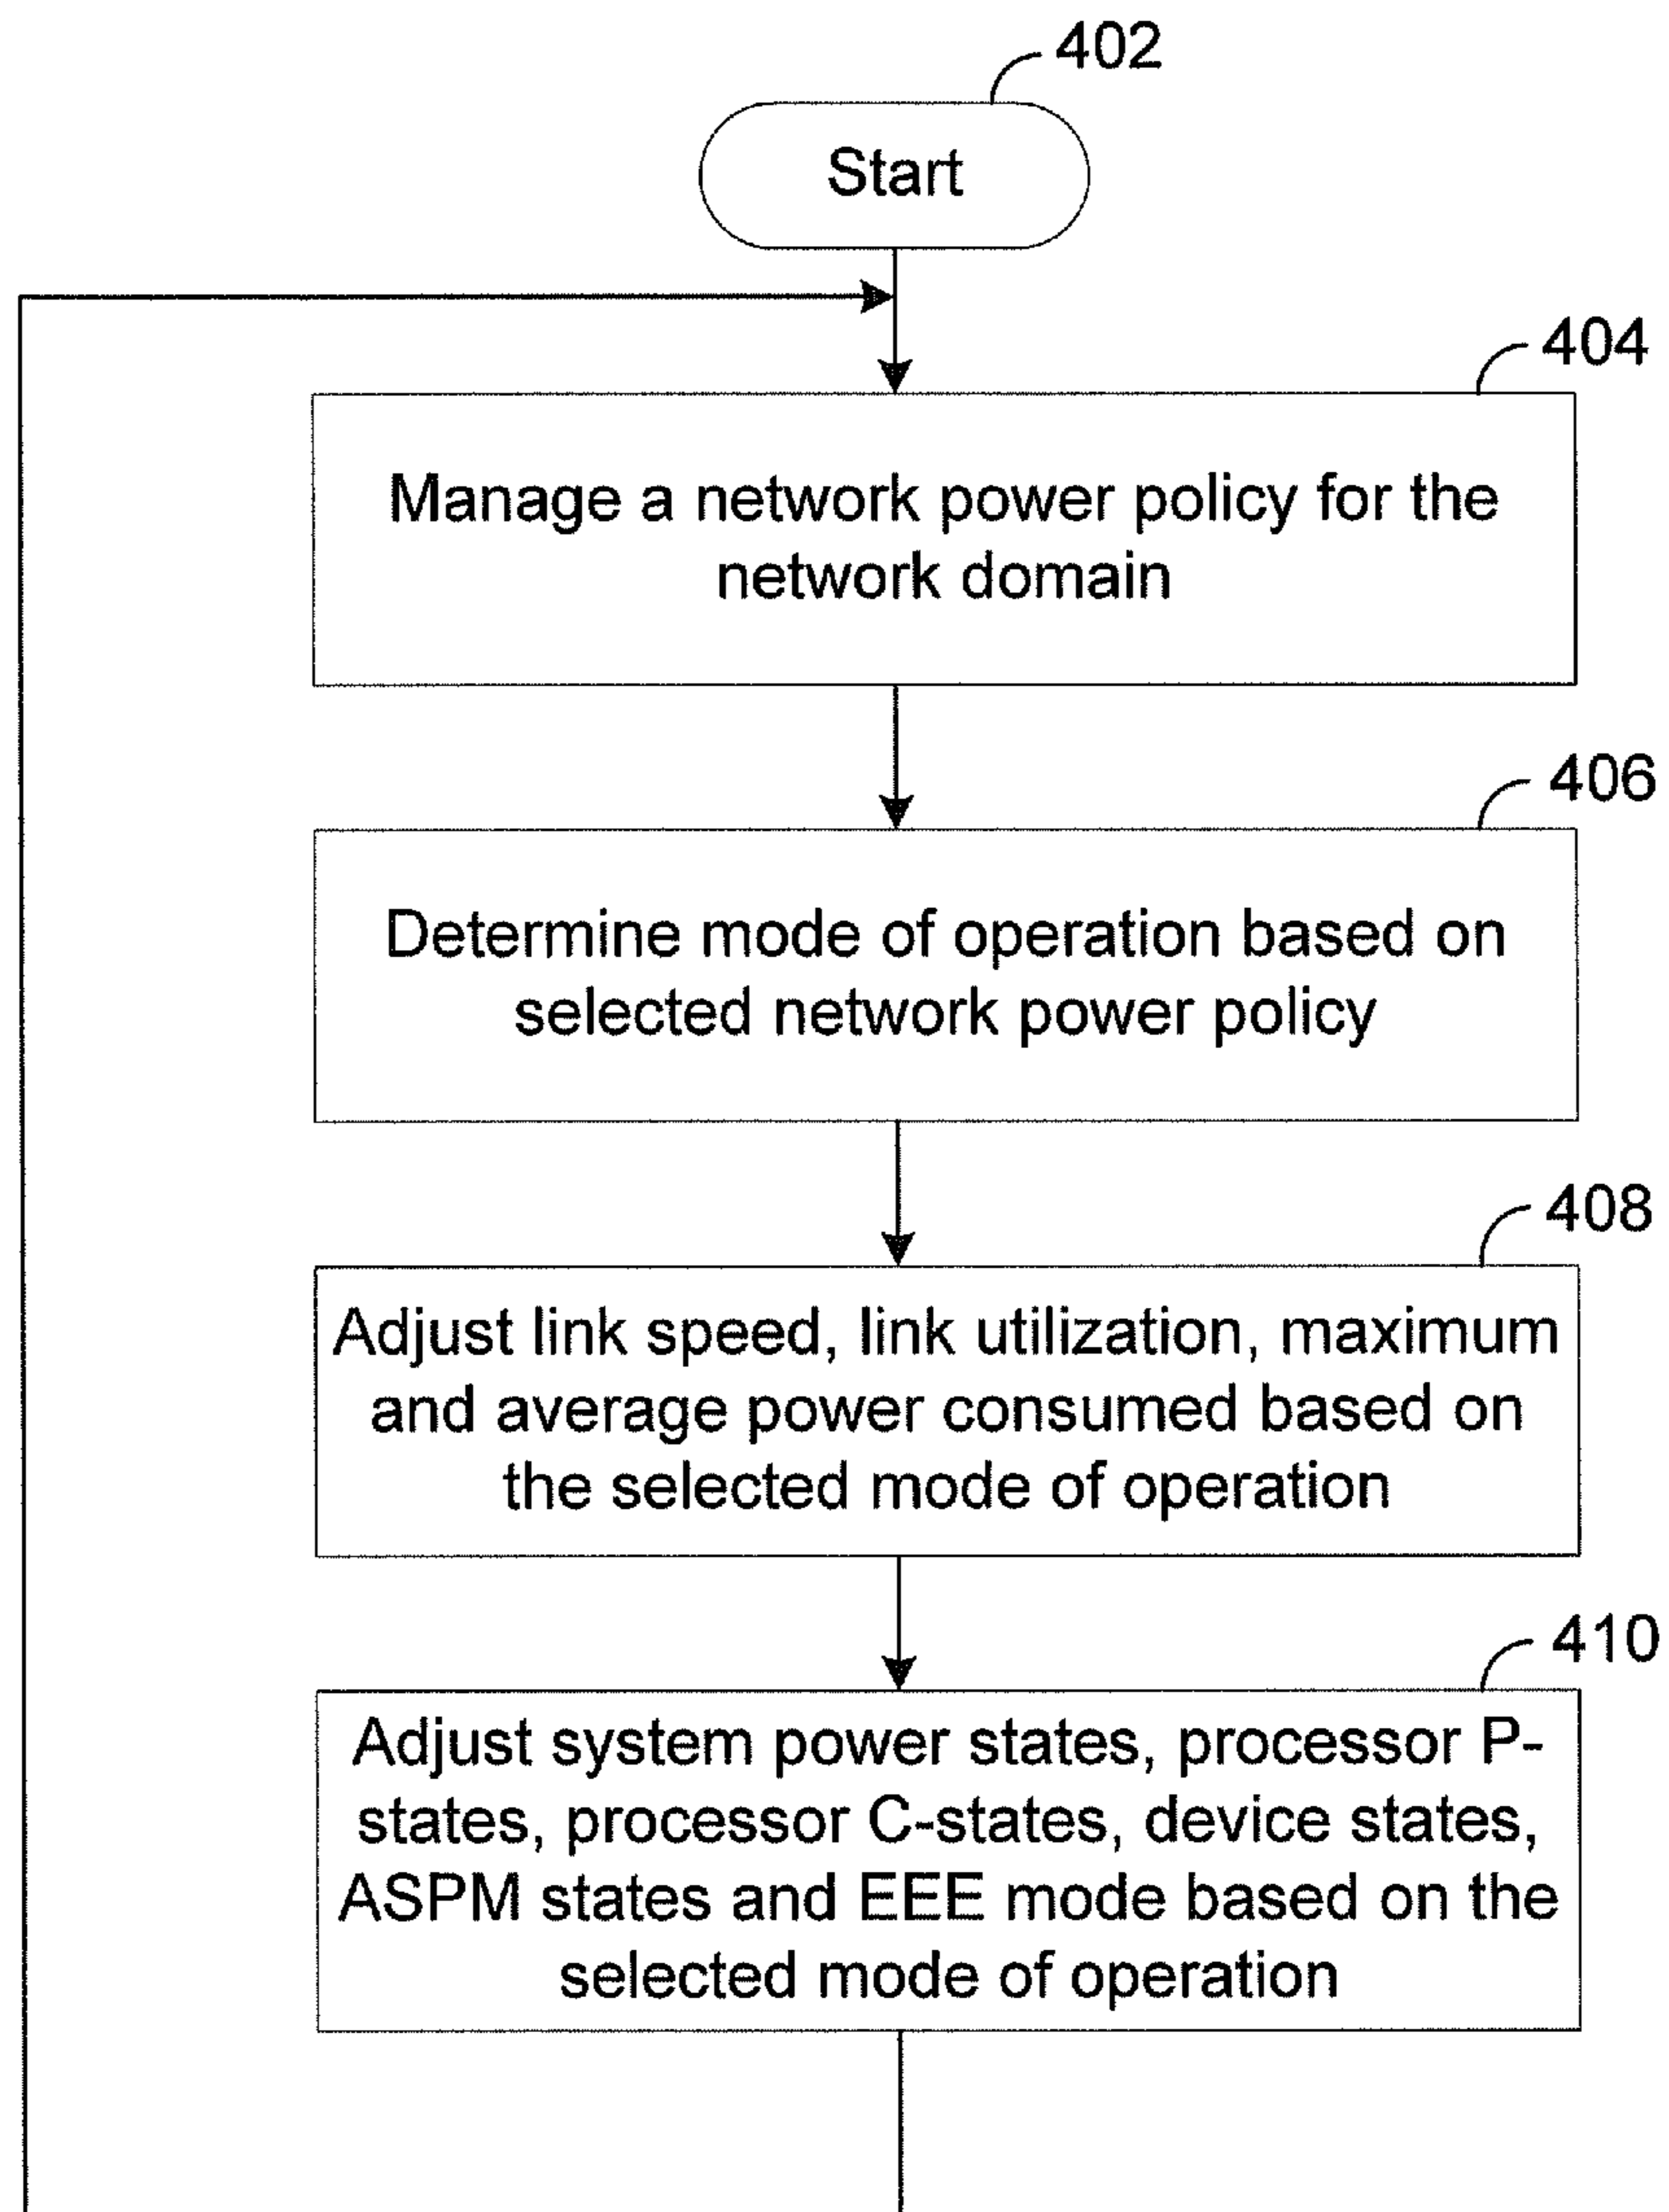 402
Start
404
Manage a network power policy for the
network domain
406
Determine mode of operation based on
selected network power policy
408
Adjust link speed, link utilization, maximum
and average power consumed based on
the selected mode of operation
410
Adjust system power states, processor P-
states, processor C-states, device states,
ASPM states and EEE mode based on the
selected mode of operation